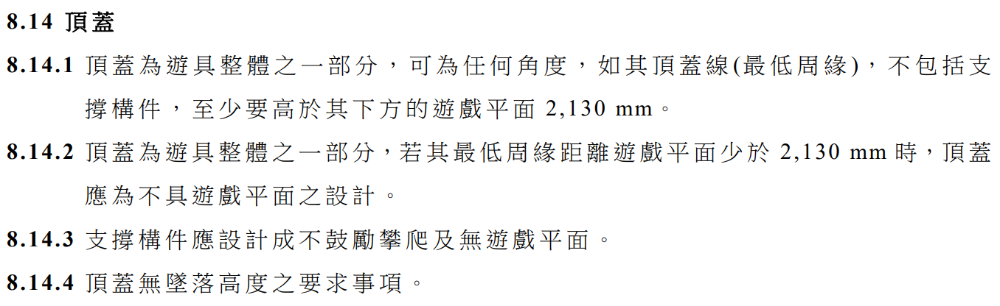 8.14 頂蓋
8.14.1 頂蓋為遊具整體之一部分，可為任何角度，如其頂蓋線(最低周緣)，不包括支
撐構件，至少要高於其下方的遊戲平面 2,130 mm。
8.14.2 頂蓋為遊具整體之一部分，若其最低周緣距離遊戲平面少於 2,130 mm 時，頂蓋
應為不具遊戲平面之設計。
8.14.3 支撐構件應設計成不鼓勵攀爬及無遊戲平面。
8.14.4 頂蓋無墜落高度之要求事項。